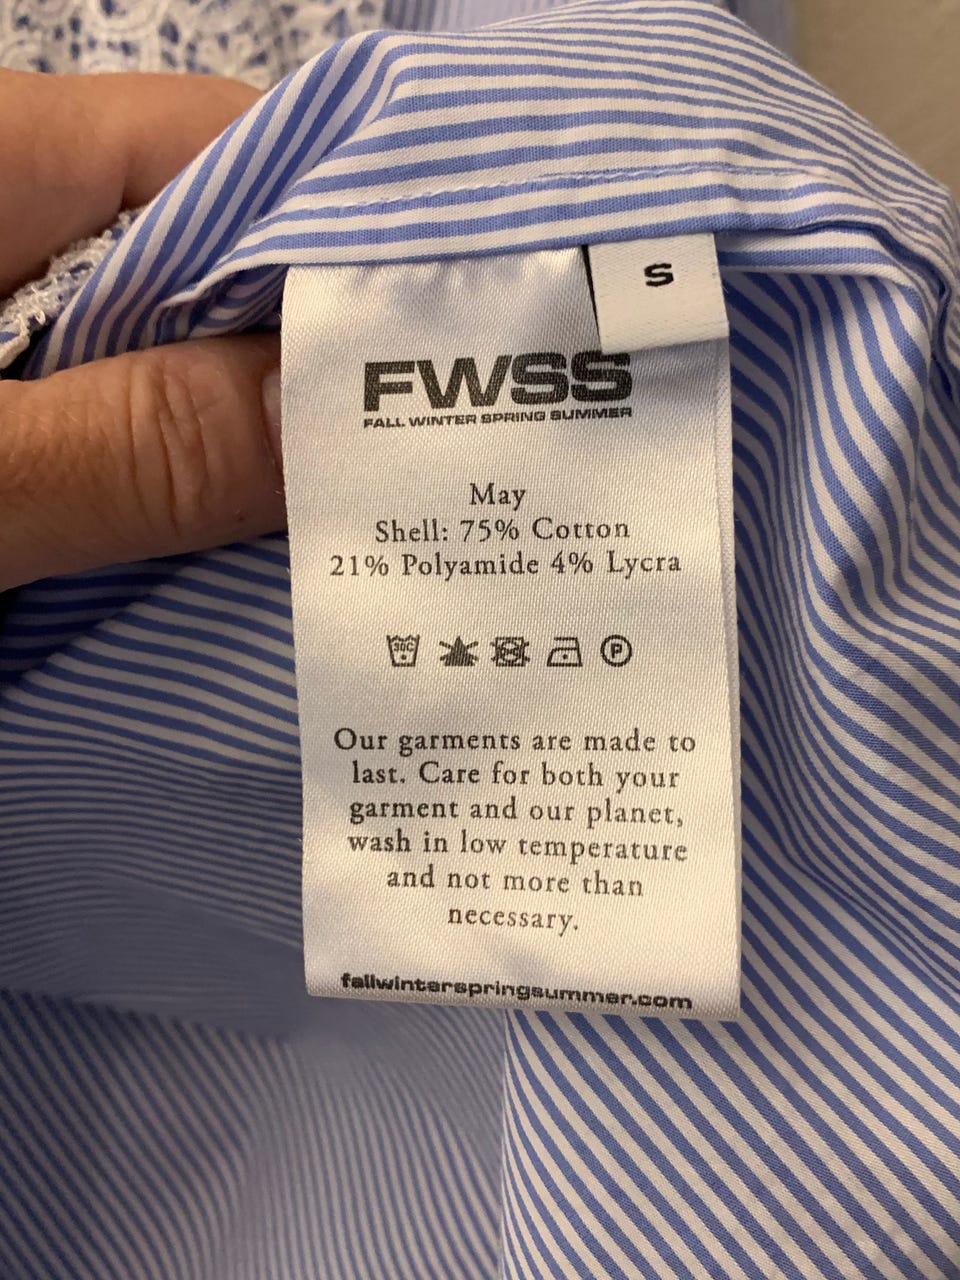 S
FWSS
FALL WINTER SPRING SUMMER
May
Shell: 75% Cotton
21% Polyamide 4% Lycra
30C P
Our garments are made to
last. Care for both your
garment and our planet,
wash in low temperature
and not more than
necessary.
fallwinterspringsummer.com